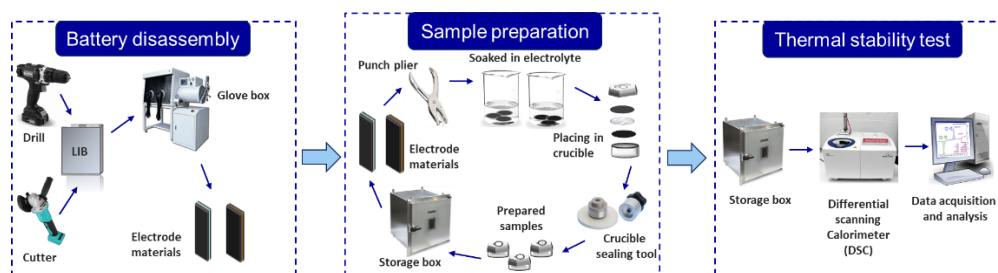 Battery disassembly
Drill
LIB
Cutter
Glove box
Electrode
materials
Sample preparation
Punch plier
Soaked in electrolyte
Electrode
materials
Placing in
crucible
Prepared
samples
Crucible
sealing tool
Storage box
Thermal stability test
Storage box
Differential
scanning
Calorimeter
(DSC)
Data acquisition
and analysis